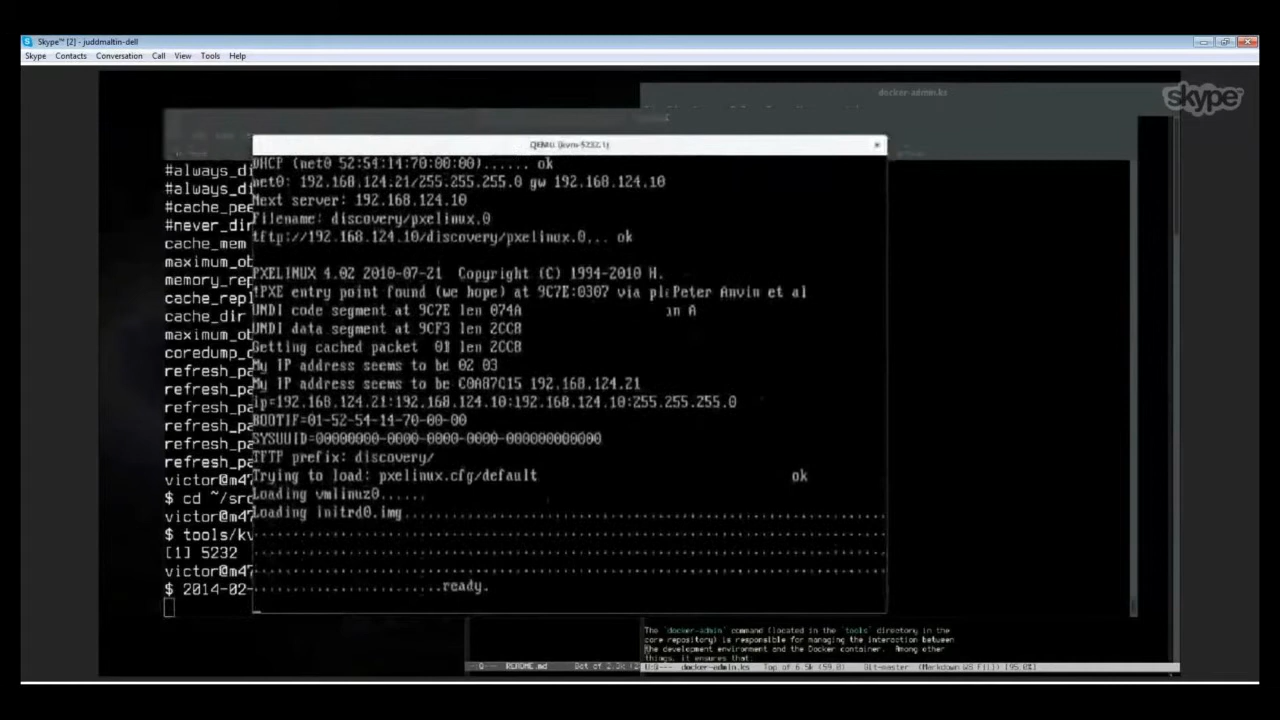 Skype™ [2] - juddmaltin-dell
Skype Contacts Conversation Call View Tools Help
skype
docker-admin.ks
QEMU (kvm-5232.1)
DHCP (net0 52:54:14:70:00:00)...... ok
net0: 192.168.124.21/255.255.255.0 gw 192.168.124.10
Next server: 192.168.124.10
Filename: discovery/pxelinux.0
tftp://192.168.124.10/discovery/pxelinux.0... ok
PXELINUX 4.02 2010-07-21 Copyright (C) 1994-2010 H.
!PXE entry point found (we hope) at 9C7E:0307 via pl Peter Anvin et al
UNDI code segment at 9C7E len 074A an A
UNDI data segment at 9CF3 len 2CC8
Getting cached packet 01 len 2CC8
My IP address seems to be 02 03
My IP address seems to be C0A87C15 192.168.124.21
ip=192.168.124.21:192.168.124.10:192.168.124.10:255.255.255.0
BOOTIF=01-52-54-14-70-00-00
SYSUUID=00000000-0000-0000-0000-000000000000
TFTP prefix: discovery/
Trying to load: pxelinux.cfg/default ok
Loading vmlinuz0......
Loading initrd0.img
ready.
#always_di
#always_di
#cache_pee
#never_dir
cache_mem
maximum_ob
memory_rep
cache_repl
cache_dir
maximum_ob
coredump_d
refresh_pa
refresh_pa
refresh_pa
refresh_pa
refresh_pa
refresh_pa
victor@m47
$ cd ~/src
victor@m47
$ tools/kv
[1] 5232
victor@m47
$ 2014-02-
README.md
The `docker-admin` command (located in the `tools` directory in the
core repository) is responsible for managing the interaction between
the development environment and the Docker container. Among other
things, it ensures that:
docker-admin.ks Top of 6.5k (59,0) Git-master (Markdown WS Fill)